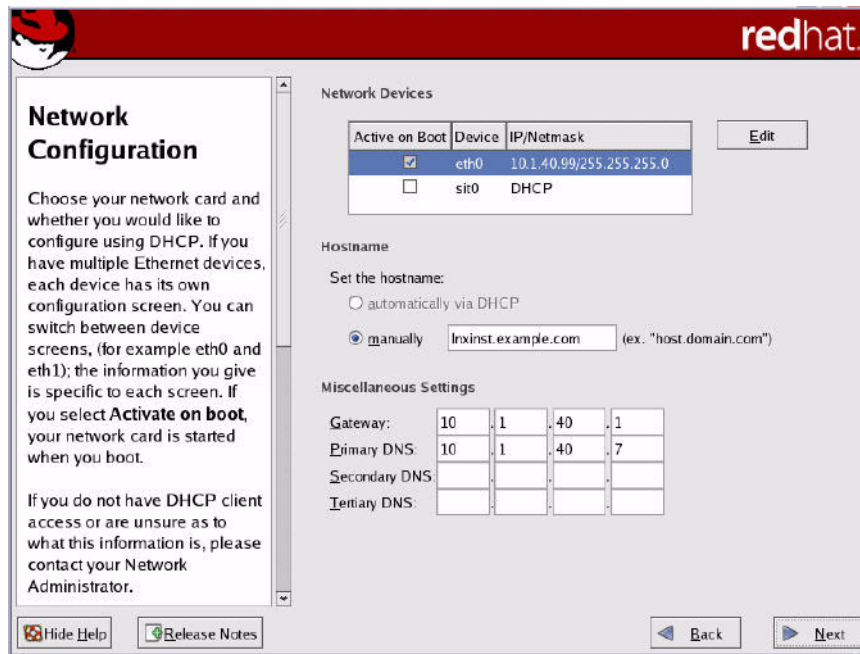 redhat.
Network
Configuration
Choose your network card and
whether you would like to
configure using DHCP. If you
have multiple Ethernet devices,
each device has its own
configuration screen. You can
switch between device
screens, (for example eth0 and
eth1); the information you give
is specific to each screen. If
you select Activate on boot,
your network card is started
when you boot.
If you do not have DHCP client
access or are unsure as to
what this information is, please
contact your Network
Administrator.
Network Devices
Active on Boot Device IP/Netmask
eth0 10.1.40.99/255.255.255.0
sit0 DHCP
Edit
Hostname
Set the hostname:
automatically via DHCP
manually lnxinst.example.com (ex. "host.domain.com")
Miscellaneous Settings
Gateway: 10 . 1 . 40 . 1
Primary DNS: 10 . 1 . 40 . 7
Secondary DNS: . . .
Tertiary DNS: . . .
Hide Help
Release Notes
Back
Next